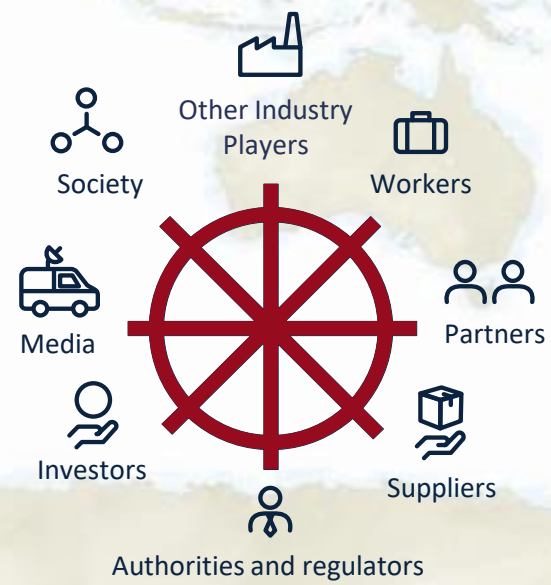 Other Industry
Players
Society
Workers
Media
Partners
Investors
Suppliers
Authorities and regulators